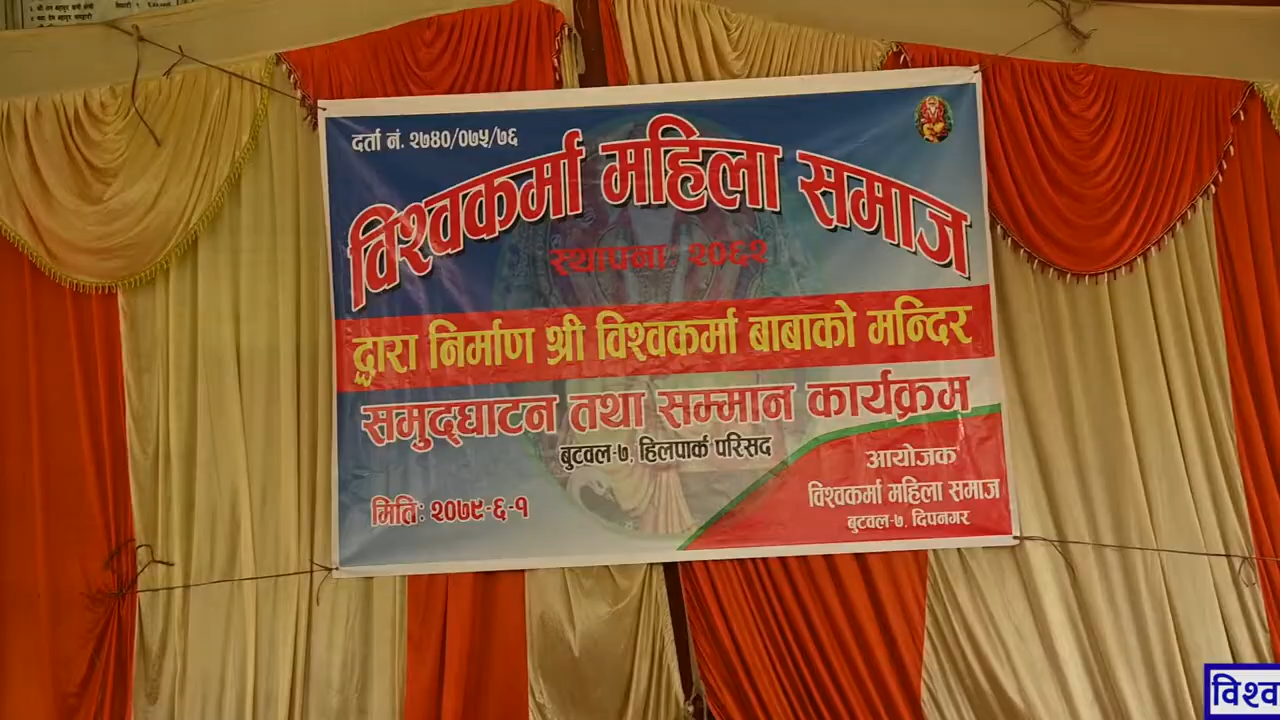 दर्ता नं. २७४०/०७५/७६
विश्वकर्मा महिला समाज
स्थापना: २०६२
द्वारा निर्माण श्री विश्वकर्मा बाबाको मन्दिर
समुद्घाटन तथा सम्मान कार्यक्रम
बुटवल-७, हिलपार्क परिसद
मितिः २०७९-६-१
आयोजक
विश्वकर्मा महिला समाज
बुटवल-७, दिपनगर
विश्व